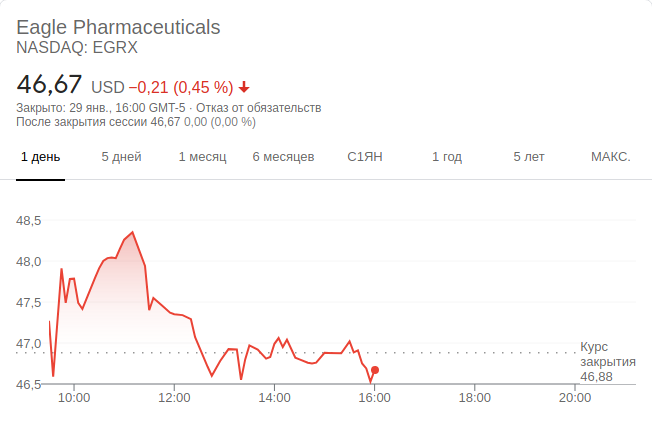 Eagle Pharmaceuticals
NASDAQ: EGRX
46,67 USD −0,21 (0,45 %)
Закрыто: 29 янв., 16:00 GMT-5 · Отказ от обязательств
После закрытия сессии 46,67 0,00 (0,00 %)
1 день 5 дней 1 месяц 6 месяцев С1ЯН 1 год 5 лет МАКС.
48,5
48,0
47,5
47,0
46,5
Курс
закрытия
46,88
10:00 12:00 14:00 16:00 18:00 20:00